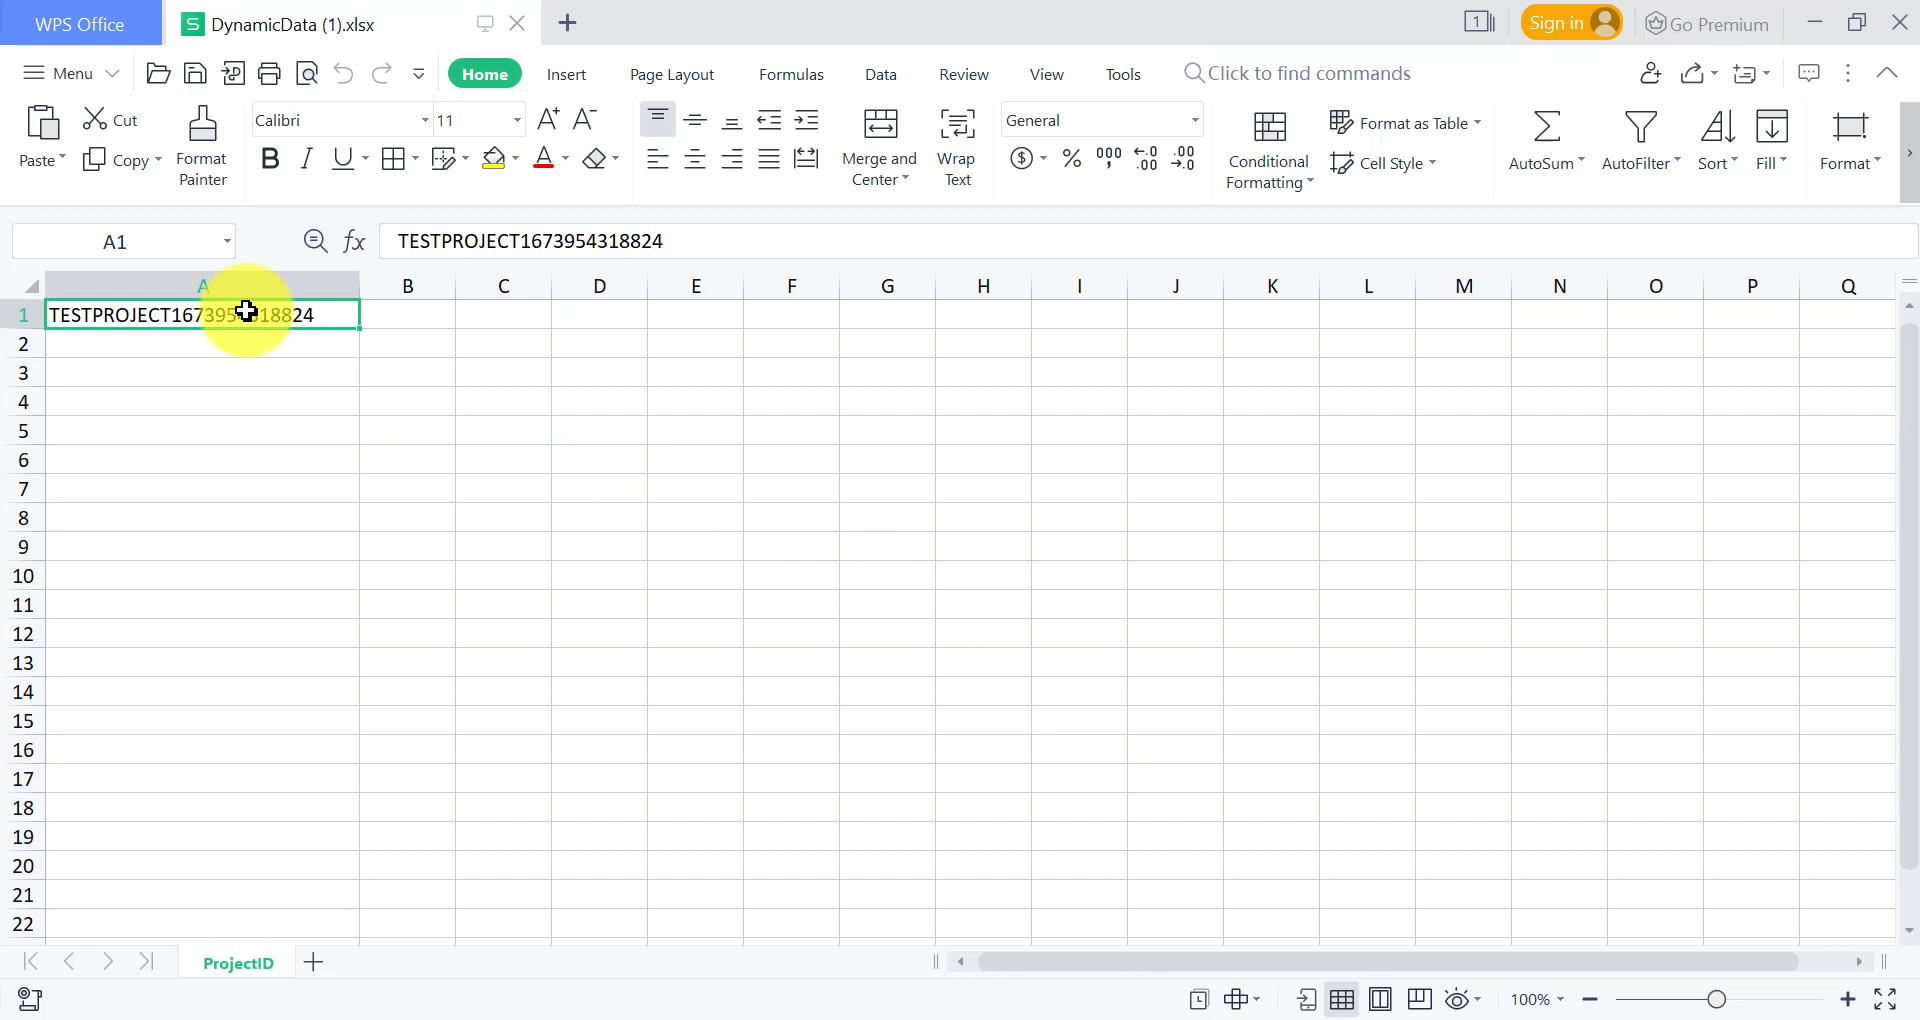 WPS Office
DynamicData (1).xlsx
1
Sign in
Go Premium
Menu
Home
Insert
Page Layout
Formulas
Data
Review
View
Tools
Click to find commands
Paste
Cut
Copy
Format
Painter
Calibri
11
Merge and
Center
Wrap
Text
General
Conditional
Formatting
Format as Table
Cell Style
AutoSum
AutoFilter
Sort
Fill
Format
A1
fx
TESTPROJECT1673954318824
A B C D E F G H I J K L M N O P Q
1 TESTPROJECT1673954318824
2
3
4
5
6
7
8
9
10
11
12
13
14
15
16
17
18
19
20
21
22
ProjectID
100%